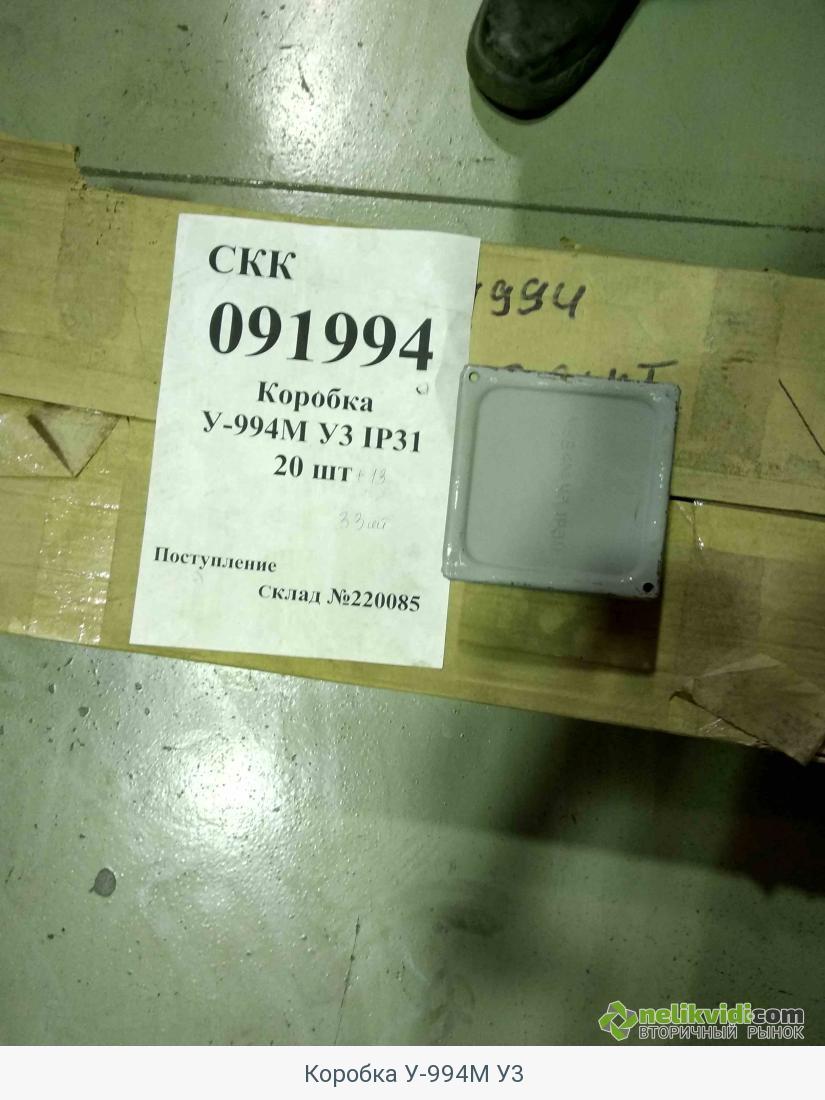 СКК
091994
Коробка
У-994М У3 IP31
20 шт + 13
33 шт
Поступление
Склад №220085
994
nelikvidi.com
ВТОРИЧНЫЙ РЫНОК
Коробка У-994М У3